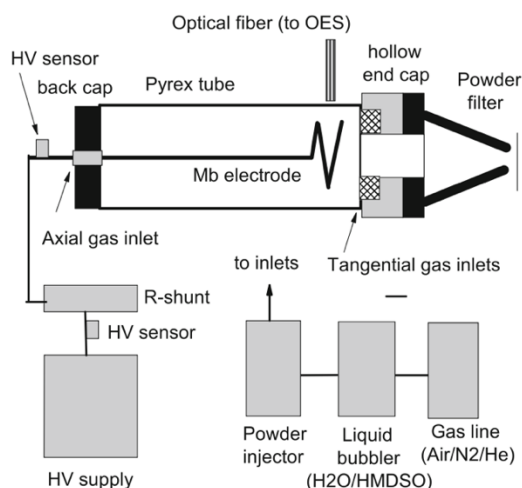 Optical fiber (to OES)
HV sensor
back cap
Pyrex tube
hollow
end cap
Powder
filter
Mb electrode
Axial gas inlet
Tangential gas inlets
to inlets
R-shunt
HV sensor
HV supply
Powder
injector
Liquid
bubbler
(H2O/HMDSO)
Gas line
(Air/N2/He)